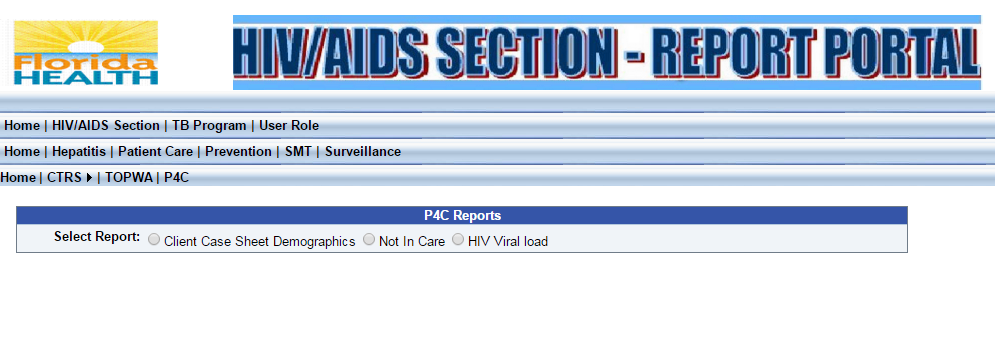 Florida
HEALTH
HIV/AIDS SECTION - REPORT PORTAL
Home | HIV/AIDS Section | TB Program | User Role
Home | Hepatitis | Patient Care | Prevention | SMT | Surveillance
Home | CTRS | TOPWA | P4C
P4C Reports
Select Report: Client Case Sheet Demographics Not In Care HIV Viral load